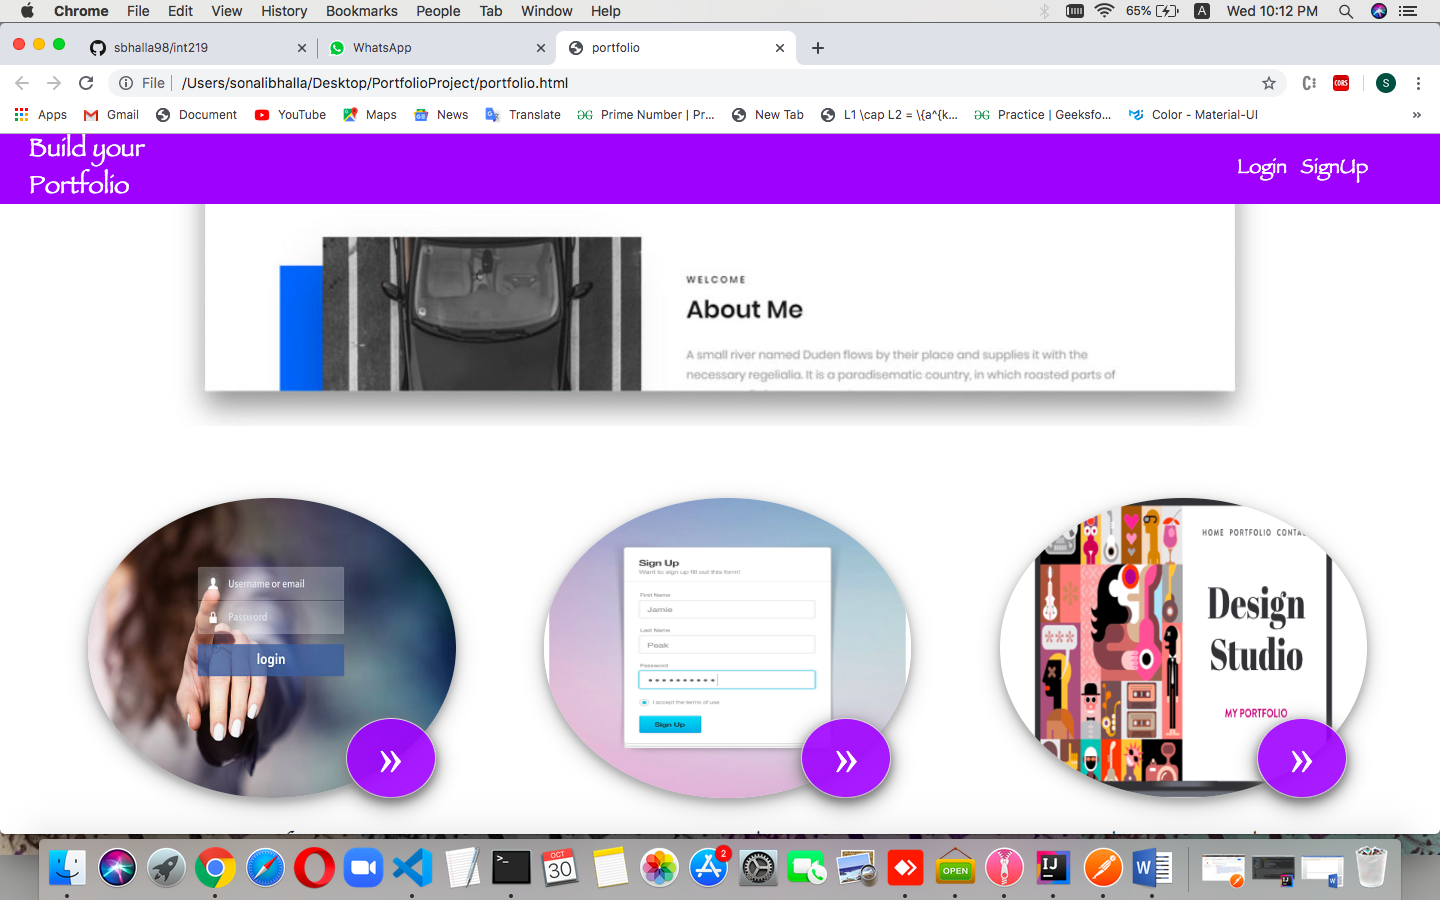 Chrome File Edit View History Bookmarks People Tab Window Help 65% A Wed 10:12 PM
sbhalla98/int219 WhatsApp portfolio
File /Users/sonalibhalla/Desktop/PortfolioProject/portfolio.html CORS S
Apps Gmail Document YouTube Maps News Translate Prime Number | Pr... New Tab L1 \cap L2 = \{a^{k... Practice | Geeksfo... Color - Material-UI »
Build your
Portfolio
Login SignUp
WELCOME
About Me
A small river named Duden flows by their place and supplies it with the
necessary regelialia. It is a paradisematic country, in which roasted parts of
Username or email
Password
login
»
Sign Up
Want to sign up fill out this form!
First Name
Jamie
Last Name
Peak
Password
I accept the terms of use
Sign Up
»
HOME PORTFOLIO
Design
Studio
MY PORTFOLIO
»
OCT
30
2
OPEN
IJ
W